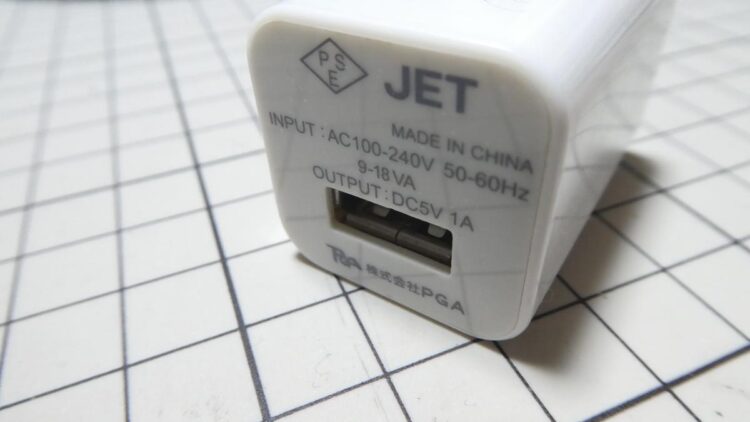 PSE JET
MADE IN CHINA
INPUT : AC100-240V 50-60Hz
9-18VA
OUTPUT : DC5V 1A
PGA 株式会社PGA